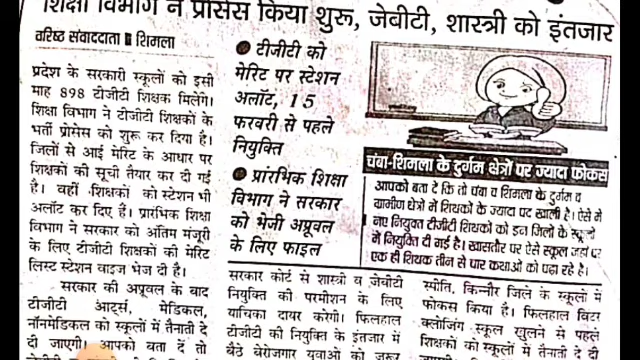 शिक्षा विभाग ने प्रोसेस किया शुरू, जेबीटी, शास्त्री को इंतजार
वरिष्ठ संवाददाता शिमला
प्रदेश के सरकारी स्कूलों को इसी
माह 898 टीजीटी शिक्षक मिलेंगे।
शिक्षा विभाग ने टीजीटी शिक्षकों के
भर्ती प्रोसेस को शुरू कर दिया है।
जिलों से आई मेरिट के आधार पर
शिक्षकों की सूची तैयार कर दी गई
है। वहीं शिक्षकों को स्टेशन भी
अलॉट कर दिए हैं। प्रारंभिक शिक्षा
विभाग ने सरकार को अंतिम मंजूरी
के लिए टीजीटी शिक्षकों की मेरिट
लिस्ट स्टेशन वाइज भेज दी है।
सरकार की अप्रूवल के बाद
टीजीटी आर्ट्स, मेडिकल,
नॉनमेडिकल को स्कूलों में तैनाती दे
दी जाएगी। आपको बता दें तो
● टीजीटी को
मेरिट पर स्टेशन
अलॉट, 15
फरवरी से पहले
नियुक्ति
● प्रारंभिक शिक्षा
विभाग ने सरकार
को भेजी अप्रूवल
के लिए फाइल
सरकार कोर्ट से शास्त्री व जेबीटी
नियुक्ति की परमीशन के लिए
याचिका दायर करेगी। फिलहाल
टीजीटी की नियुक्ति के इंतजार में
बैठे बेरोजगार युवाओं को जरूर
चंबा-शिमला के दुर्गम क्षेत्रों पर ज्यादा फोकस
आपको बता दें कि तो चंबा व शिमला के दुर्गम व
ग्रामीण क्षेत्रों में शिक्षकों के ज्यादा पद खाली है। ऐसे में
नए नियुक्त टीजीटी शिक्षकों को इन जिलों के स्कूलों
में नियुक्ति दी गई है। खासतौर पर ऐसे स्कूल जहां पर
एक ही शिक्षक तीन से चार कक्षाओं को पढ़ा रहे है।
स्पीति, किन्नौर जिले के स्कूलों में
फोकस किया है। फिलहाल विंटर
क्लोजिंग स्कूल खुलने से पहले
शिक्षकों को स्कूलों में तैनाती दे दी